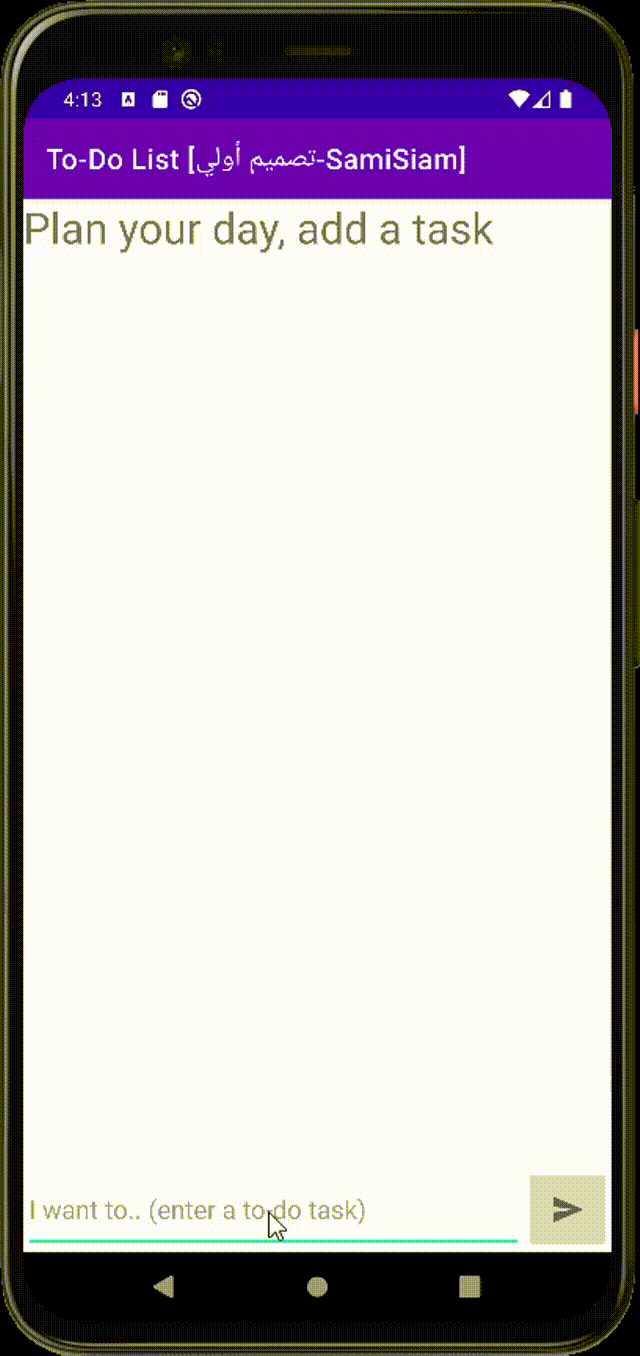 4:13
To-Do List [تصميم أولي-SamiSiam]
Plan your day, add a task
I want to.. (enter a to do task)